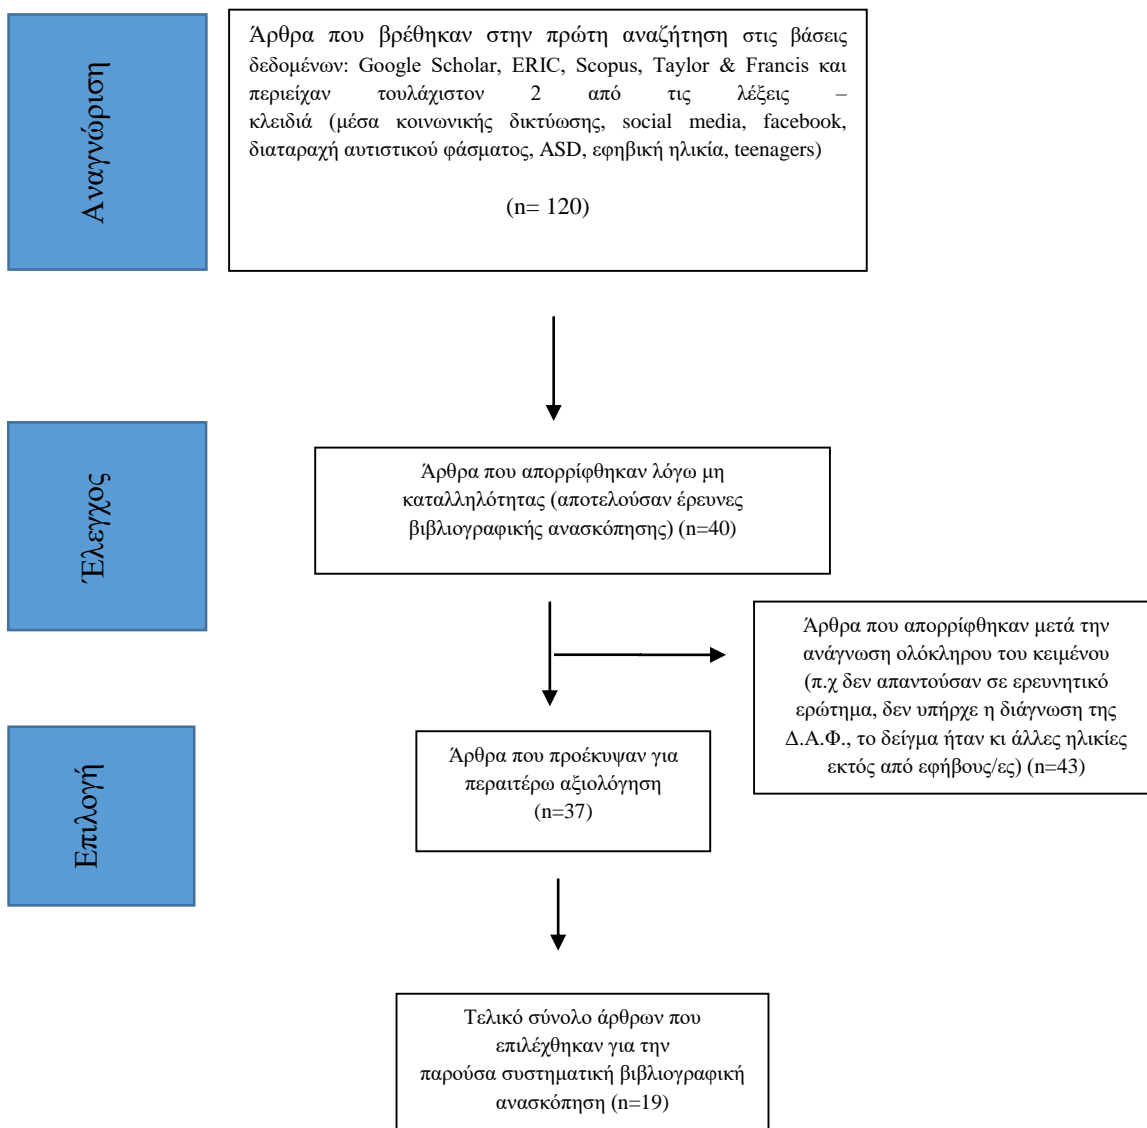 Αναγνώριση
Άρθρα που βρέθηκαν στην πρώτη αναζήτηση στις βάσεις
δεδομένων: Google Scholar, ERIC, Scopus, Taylor & Francis και
περιείχαν τουλάχιστον 2 από τις λέξεις –
κλειδιά (μέσα κοινωνικής δικτύωσης, social media, facebook,
διαταραχή αυτιστικού φάσματος, ASD, εφηβική ηλικία, teenagers)
(n= 120)
Έλεγχος
Άρθρα που απορρίφθηκαν λόγω μη
καταλληλότητας (αποτελούσαν έρευνες
βιβλιογραφικής ανασκόπησης) (n=40)
Άρθρα που απορρίφθηκαν μετά την
ανάγνωση ολόκληρου του κειμένου
(π.χ δεν απαντούσαν σε ερευνητικό
ερώτημα, δεν υπήρχε η διάγνωση της
Δ.Α.Φ., το δείγμα ήταν κι άλλες ηλικίες
εκτός από εφήβους/ες) (n=43)
Επιλογή
Άρθρα που προέκυψαν για
περαιτέρω αξιολόγηση
(n=37)
Τελικό σύνολο άρθρων που
επιλέχθηκαν για την
παρούσα συστηματική βιβλιογραφική
ανασκόπηση (n=19)